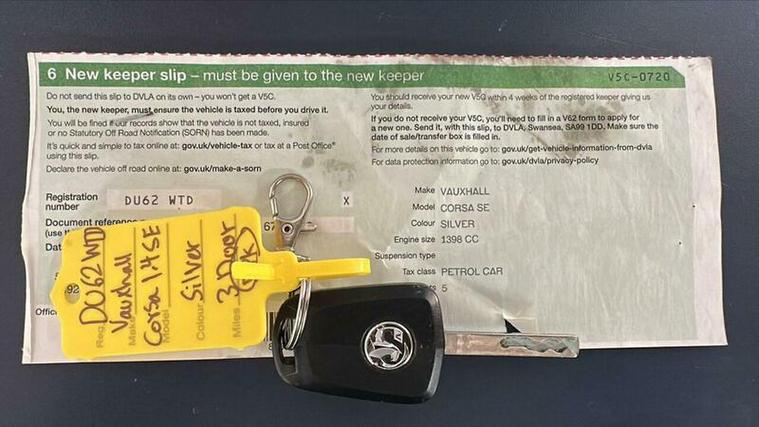 6 New keeper slip – must be given to the new keeper
V5C-0720
Do not send this slip to DVLA on its own – you won't get a V5C.
You, the new keeper, must ensure the vehicle is taxed before you drive it.
You will be fined if our records show that the vehicle is not taxed, insured
or no Statutory Off Road Notification (SORN) has been made.
It's quick and simple to tax online at: gov.uk/vehicle-tax or tax at a Post Office®
using this slip.
Declare the vehicle off road online at: gov.uk/make-a-sorn
You should receive your new V5C within 4 weeks of the registered keeper giving us
your details.
If you do not receive your V5C, you'll need to fill in a V62 form to apply for
a new one. Send it, with this slip, to DVLA, Swansea, SA99 1DD. Make sure the
date of sale/transfer box is filled in.
For more details on this vehicle go to: gov.uk/get-vehicle-information-from-dvla
For data protection information go to: gov.uk/dvla/privacy-policy
Registration
number
DU62 WTD
X
Document reference
67
Make VAUXHALL
Model CORSA SE
Colour SILVER
Engine size 1398 CC
Suspension type
Tax class PETROL CAR
5
92
Reg DU62 WTD
Make Vauxhall
Model Corsa 1.4 SE
Colour Silver
Miles 3 Door